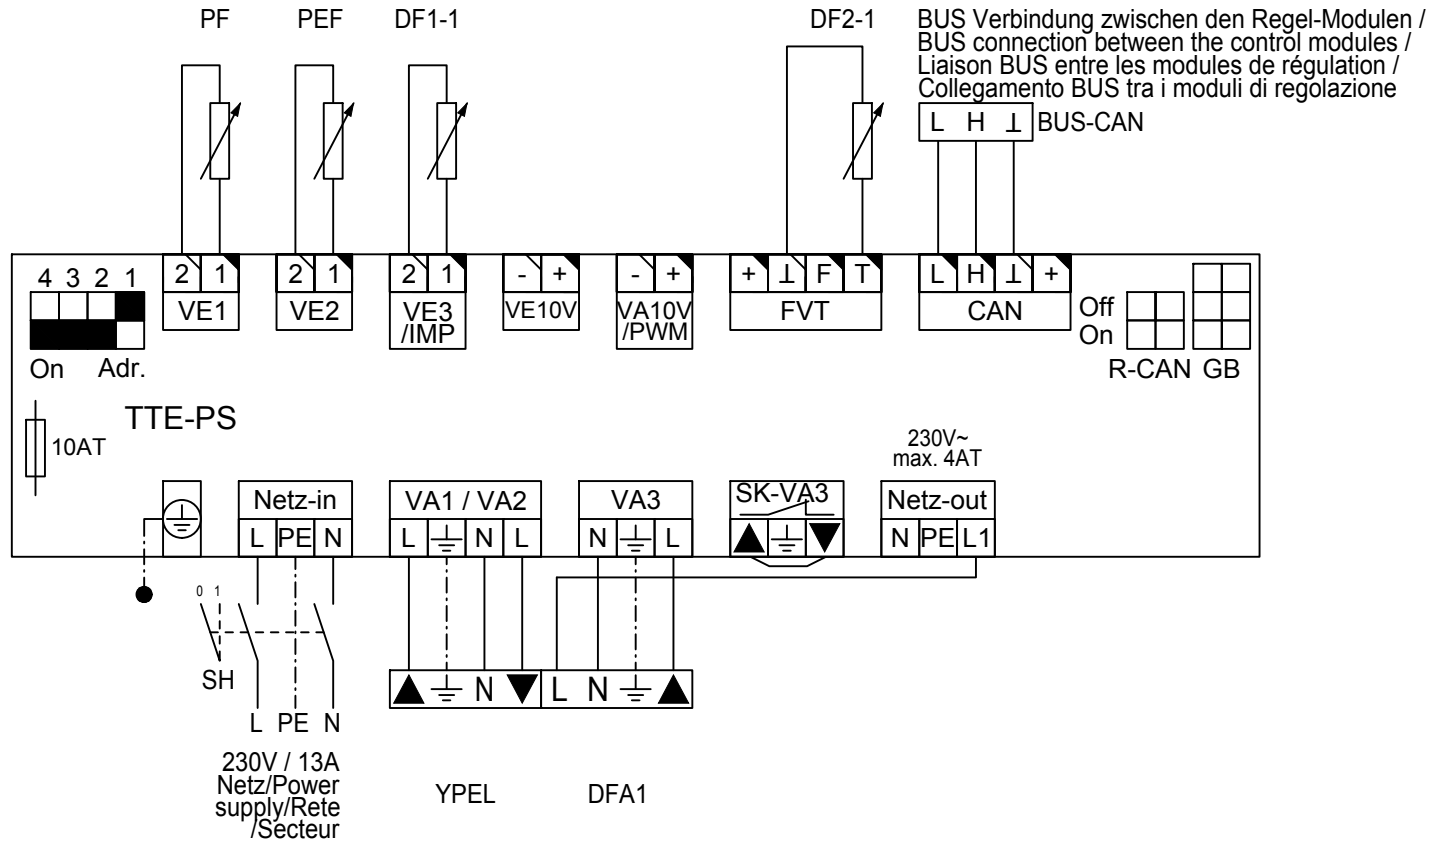 PF PEF DF1-1 DF2-1
BUS Verbindung zwischen den Regel-Modulen /
BUS connection between the control modules /
Liaison BUS entre les modules de régulation /
Collegamento BUS tra i moduli di regolazione
L H ⊥ BUS-CAN
4 3 2 1
2 1 2 1 2 1 - + - + + ⊥ F T L H ⊥ +
VE1 VE2 VE3 VE10V VA10V FVT CAN
/IMP /PWM
Off
On
On Adr.
R-CAN GB
TTE-PS
10AT
230V~
max. 4AT
Netz-in VA1 / VA2 VA3 SK-VA3 Netz-out
L PE N L N L N L N PE L1
0 1
SH
N L N
L PE N
230V / 13A
Netz/Power
supply/Rete
/Secteur
YPEL DFA1